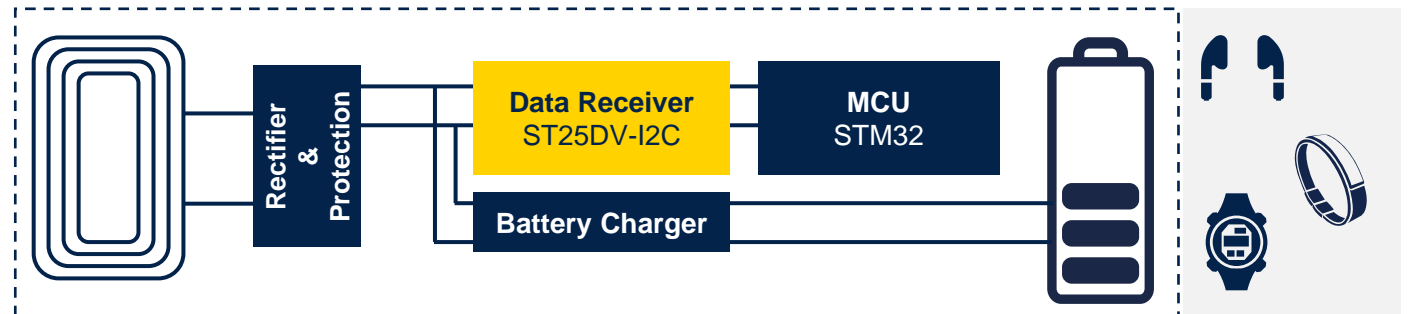 Rectifier
&
Protection
Data Receiver
ST25DV-I2C
MCU
STM32
Battery Charger